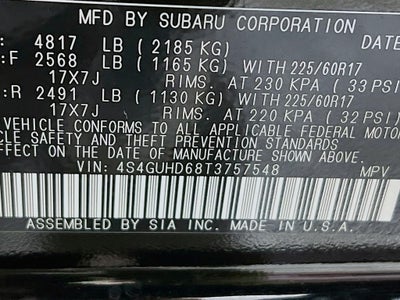 MFD BY SUBARU CORPORATION
: 4817 LB (2185 KG) DATE
:F 2568 LB (1165 KG) WITH 225/60R17
17X7J RIMS. AT 230 KPA (33 PSI
:R 2491 LB (1130 KG) WITH 225/60R17
17X7J RIMS. AT 220 KPA (32 PSI)
VEHICLE CONFORMS TO ALL APPLICABLE FEDERAL MOTOR
CLE SAFETY AND THEFT PREVENTION STANDARDS IN
ECT ON THE DATE OF MANUFACTURE SHOWN ABOVE.
VIN: 4S4GUHD68T3757548 MPV
ASSEMBLED BY SIA INC. MADE IN U.S.A.